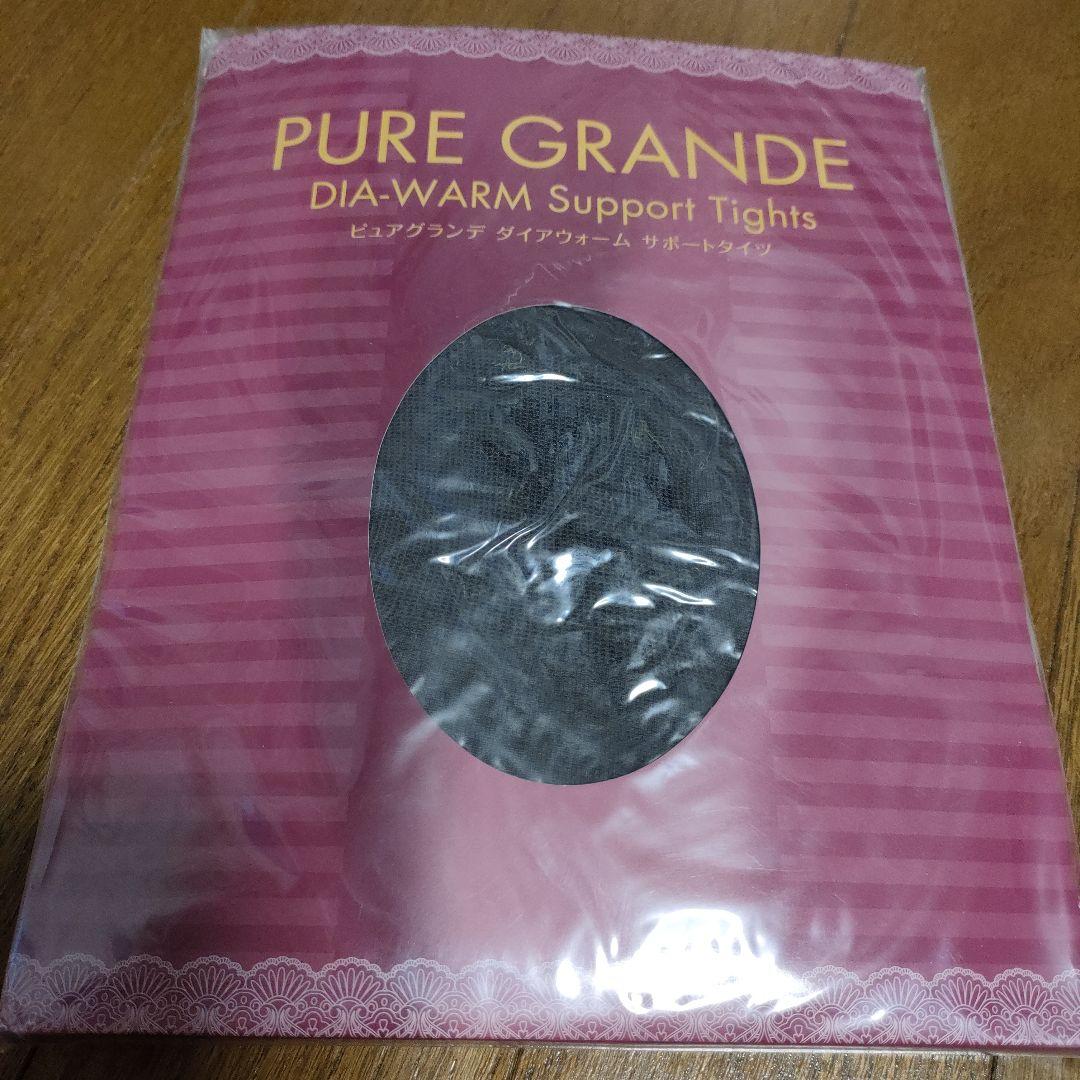 PURE GRANDE
DIA-WARM Support Tights
ピュアグランデ ダイアウォーム サポートタイツ